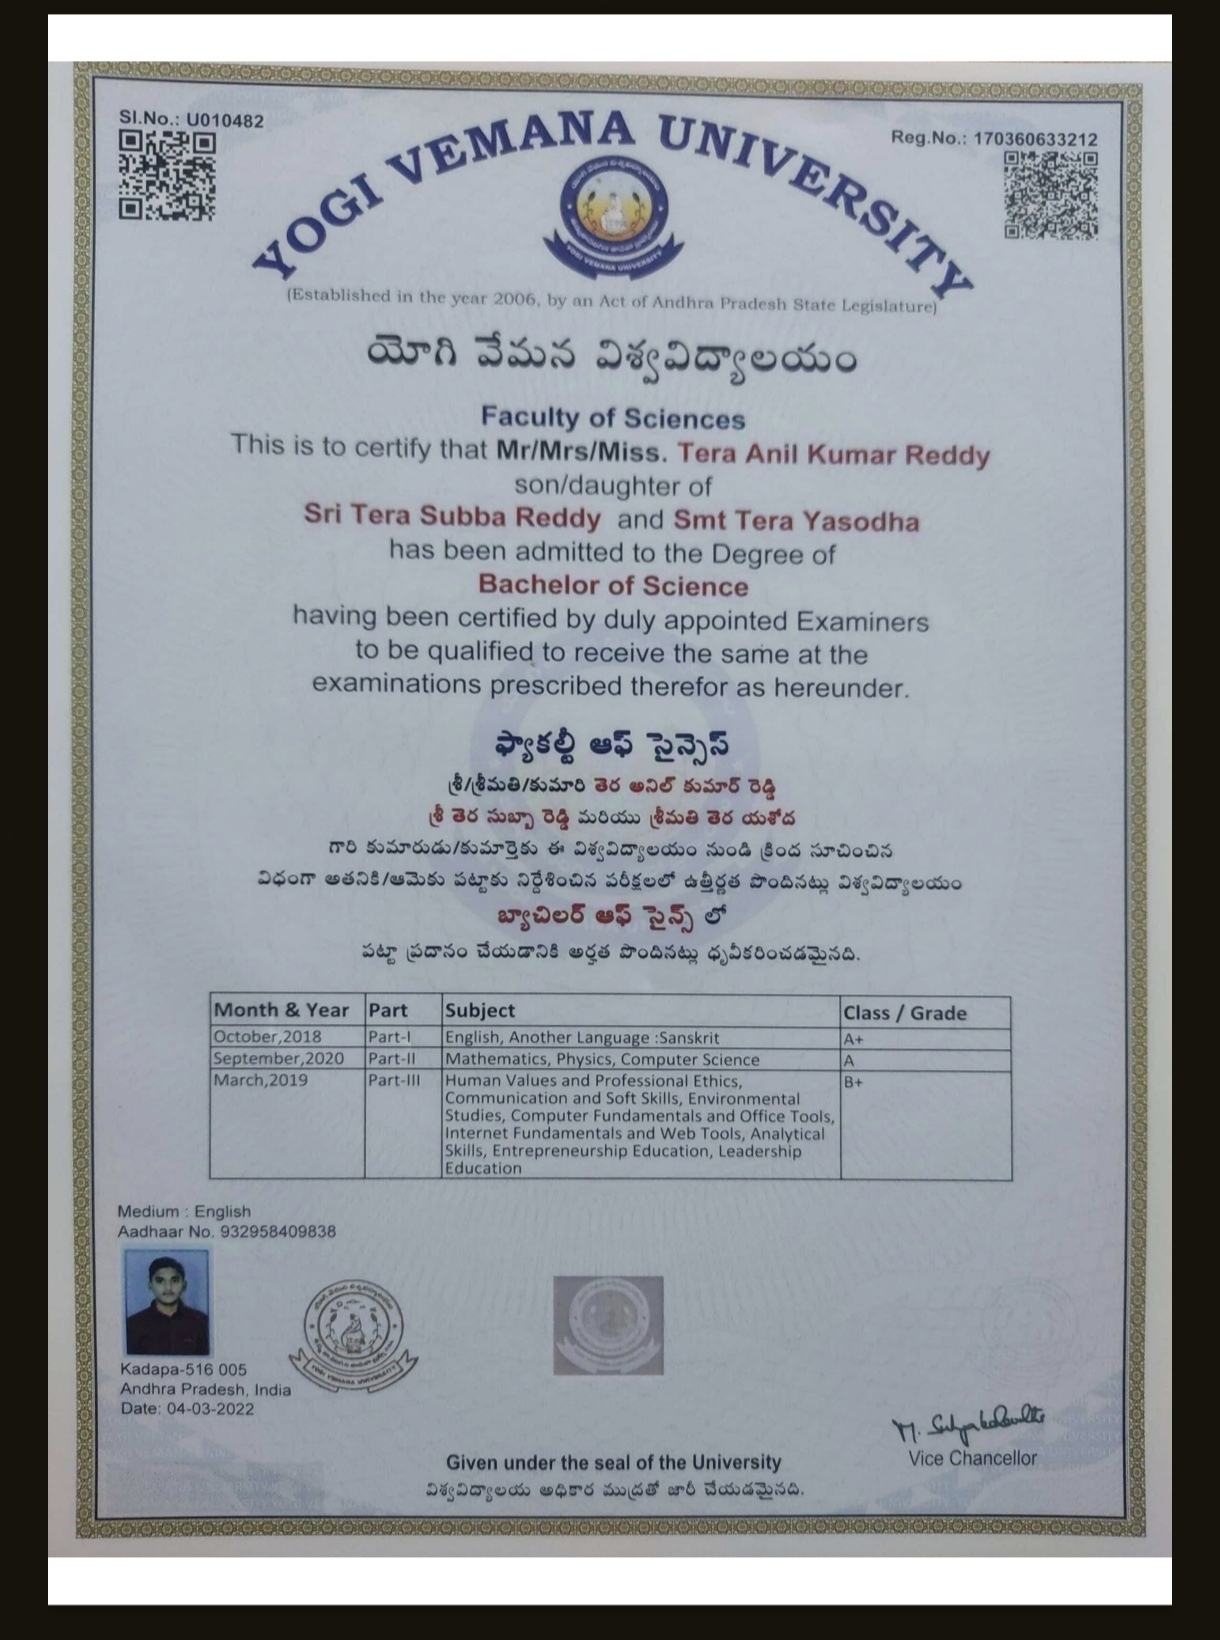 Sl.No.: U010482
Reg.No.: 170360633212
YOGI VEMANA UNIVERSITY
YOGI VEMANA UNIVERSITY
(Established in the year 2006, by an Act of Andhra Pradesh State Legislature)
యోగి వేమన విశ్వవిద్యాలయం
Faculty of Sciences
This is to certify that Mr/Mrs/Miss. Tera Anil Kumar Reddy
son/daughter of
Sri Tera Subba Reddy and Smt Tera Yasodha
has been admitted to the Degree of
Bachelor of Science
having been certified by duly appointed Examiners
to be qualified to receive the same at the
examinations prescribed therefor as hereunder.
ఫ్యాకల్టీ ఆఫ్ సైన్సెస్
శ్రీ/శ్రీమతి/కుమారి తెర అనిల్ కుమార్ రెడ్డి
శ్రీ తెర సుబ్బా రెడ్డి మరియు శ్రీమతి తెర యశోద
గారి కుమారుడు/కుమార్తెకు ఈ విశ్వవిద్యాలయం నుండి క్రింద సూచించిన
విధంగా అతనికి/ఆమెకు పట్టాకు నిర్దేశించిన పరీక్షలలో ఉత్తీర్ణత పొందినట్లు విశ్వవిద్యాలయం
బ్యాచిలర్ ఆఫ్ సైన్స్ లో
పట్టా ప్రదానం చేయడానికి అర్హత పొందినట్లు ధృవీకరించడమైనది.
Month & Year Part Subject Class / Grade
October,2018 Part-I English, Another Language :Sanskrit A+
September,2020 Part-II Mathematics, Physics, Computer Science A
March,2019 Part-III Human Values and Professional Ethics, B+
Communication and Soft Skills, Environmental
Studies, Computer Fundamentals and Office Tools,
Internet Fundamentals and Web Tools, Analytical
Skills, Entrepreneurship Education, Leadership
Education
Medium : English
Aadhaar No. 932958409838
YOGI VEMANA UNIVERSITY
Kadapa-516 005
Andhra Pradesh, India
Date: 04-03-2022
Vice Chancellor
Given under the seal of the University
విశ్వవిద్యాలయ అధికార ముద్రతో జారీ చేయడమైనది.